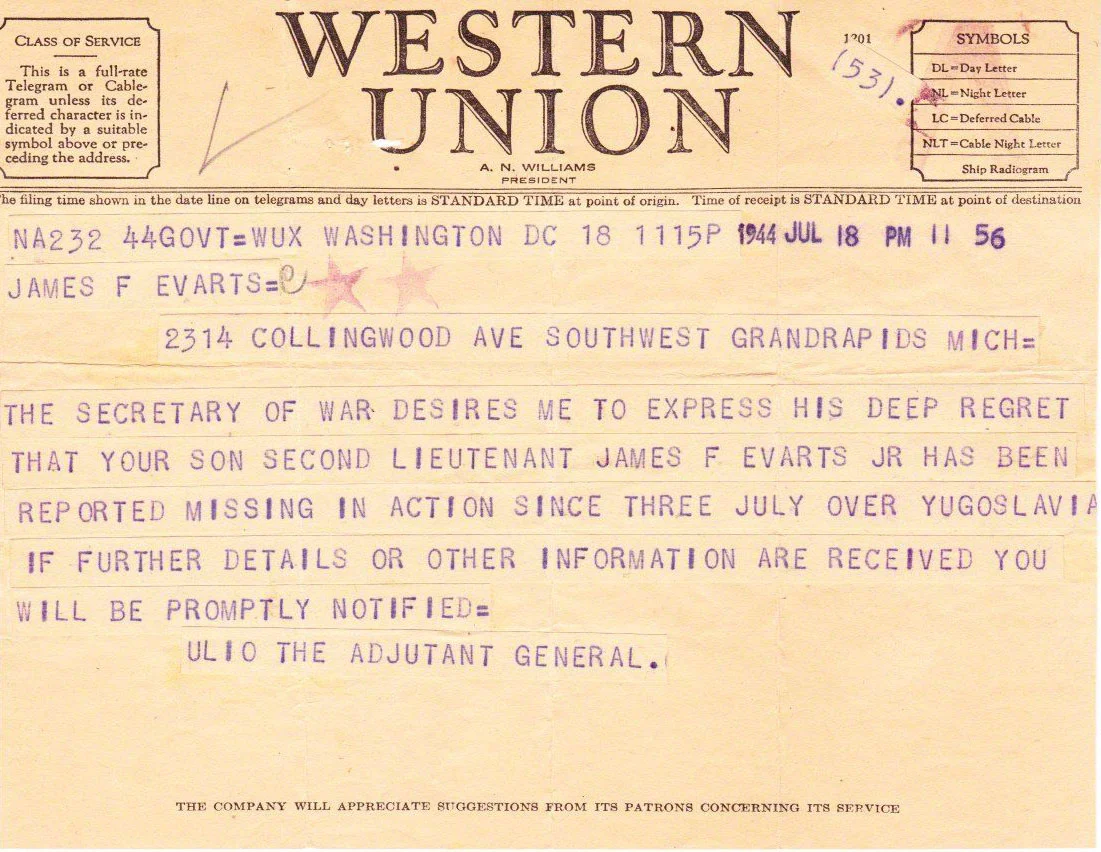 CLASS OF SERVICE
This is a full-rate
Telegram or Cable-
gram unless its de-
ferred character is in-
dicated by a suitable
symbol above or pre-
ceding the address.
WESTERN
UNION
A. N. WILLIAMS
PRESIDENT
1201
(53).
SYMBOLS
DL=Day Letter
NL=Night Letter
LC=Deferred Cable
NLT=Cable Night Letter
Ship Radiogram
The filing time shown in the date line on telegrams and day letters is STANDARD TIME at point of origin. Time of receipt is STANDARD TIME at point of destination
NA232 44GOVT=WUX WASHINGTON DC 18 1115P 1944 JUL 18 PM 11 56
JAMES F EVARTS=
2314 COLLINGWOOD AVE SOUTHWEST GRANDRAPIDS MICH=
THE SECRETARY OF WAR DESIRES ME TO EXPRESS HIS DEEP REGRET
THAT YOUR SON SECOND LIEUTENANT JAMES F EVARTS JR HAS BEEN
REPORTED MISSING IN ACTION SINCE THREE JULY OVER YUGOSLAVIA
IF FURTHER DETAILS OR OTHER INFORMATION ARE RECEIVED YOU
WILL BE PROMPTLY NOTIFIED=
ULIO THE ADJUTANT GENERAL.
THE COMPANY WILL APPRECIATE SUGGESTIONS FROM ITS PATRONS CONCERNING ITS SERVICE